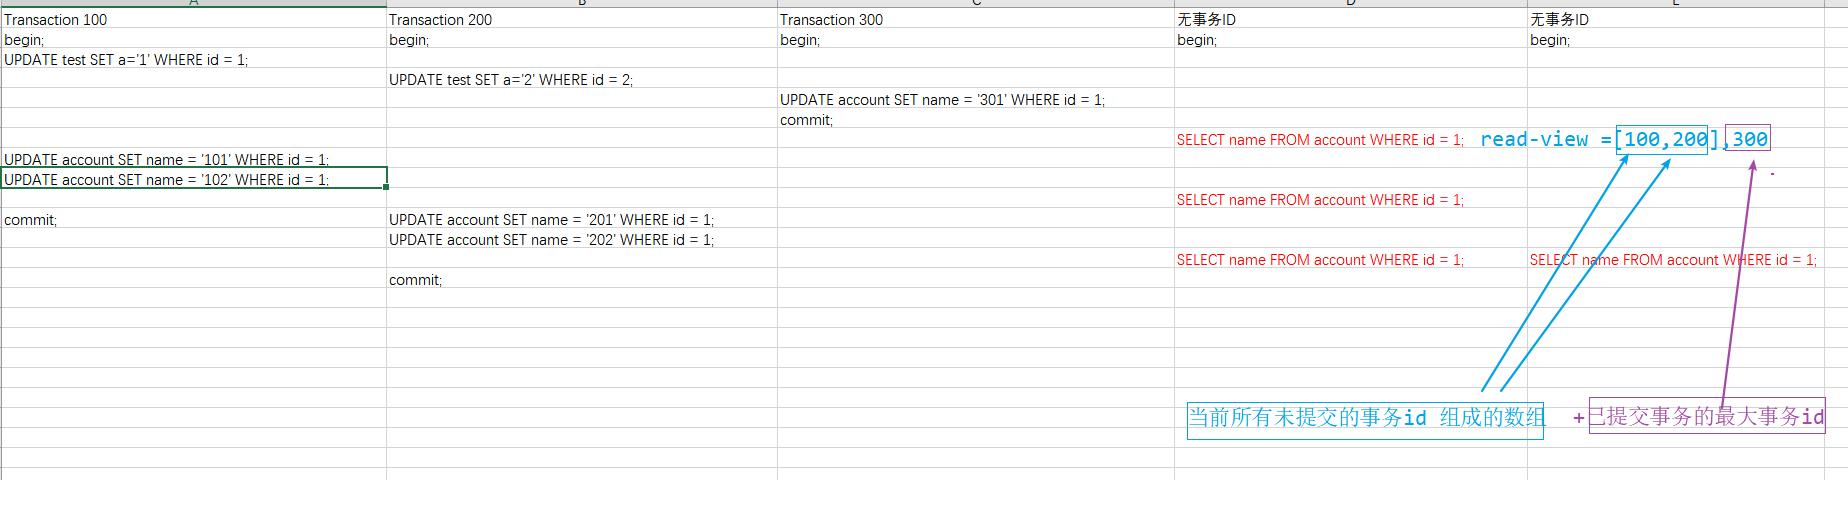 A B C D E
Transaction 100 Transaction 200 Transaction 300 无事务ID 无事务ID
begin; begin; begin; begin; begin;
UPDATE test SET a='1' WHERE id = 1;
UPDATE test SET a='2' WHERE id = 2;
UPDATE account SET name = '301' WHERE id = 1;
commit;
SELECT name FROM account WHERE id = 1; read-view =[100,200],300
UPDATE account SET name = '101' WHERE id = 1;
UPDATE account SET name = '102' WHERE id = 1;
SELECT name FROM account WHERE id = 1;
commit; UPDATE account SET name = '201' WHERE id = 1;
UPDATE account SET name = '202' WHERE id = 1;
SELECT name FROM account WHERE id = 1; SELECT name FROM account WHERE id = 1;
commit;
当前所有未提交的事务id 组成的数组 +已提交事务的最大事务id